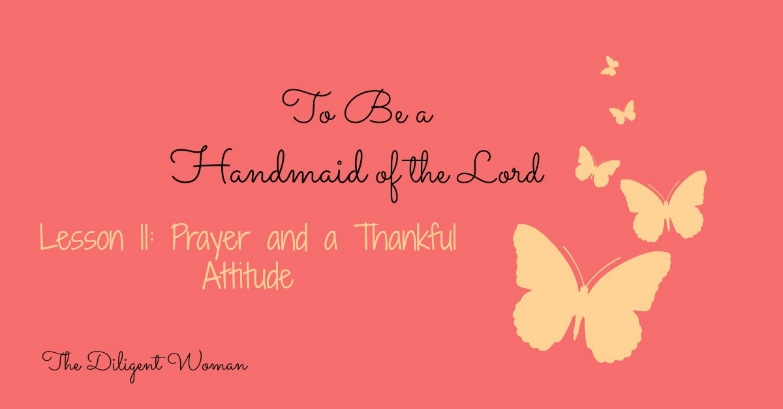 To Be a
Handmaid of the Lord
Lesson 11: Prayer and a Thankful
Attitude
The Diligent Woman